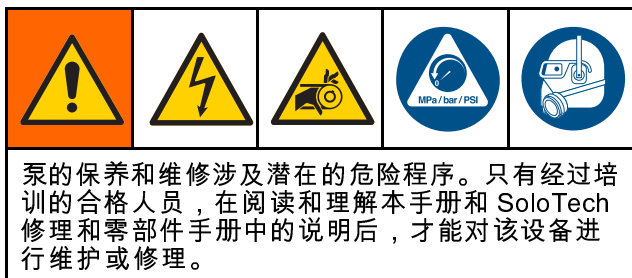 0
MPa / bar / PSI
泵的保养和维修涉及潜在的危险程序。只有经过培
训的合格人员，在阅读和理解本手册和 SoloTech
修理和零部件手册中的说明后，才能对该设备进
行维护或修理。